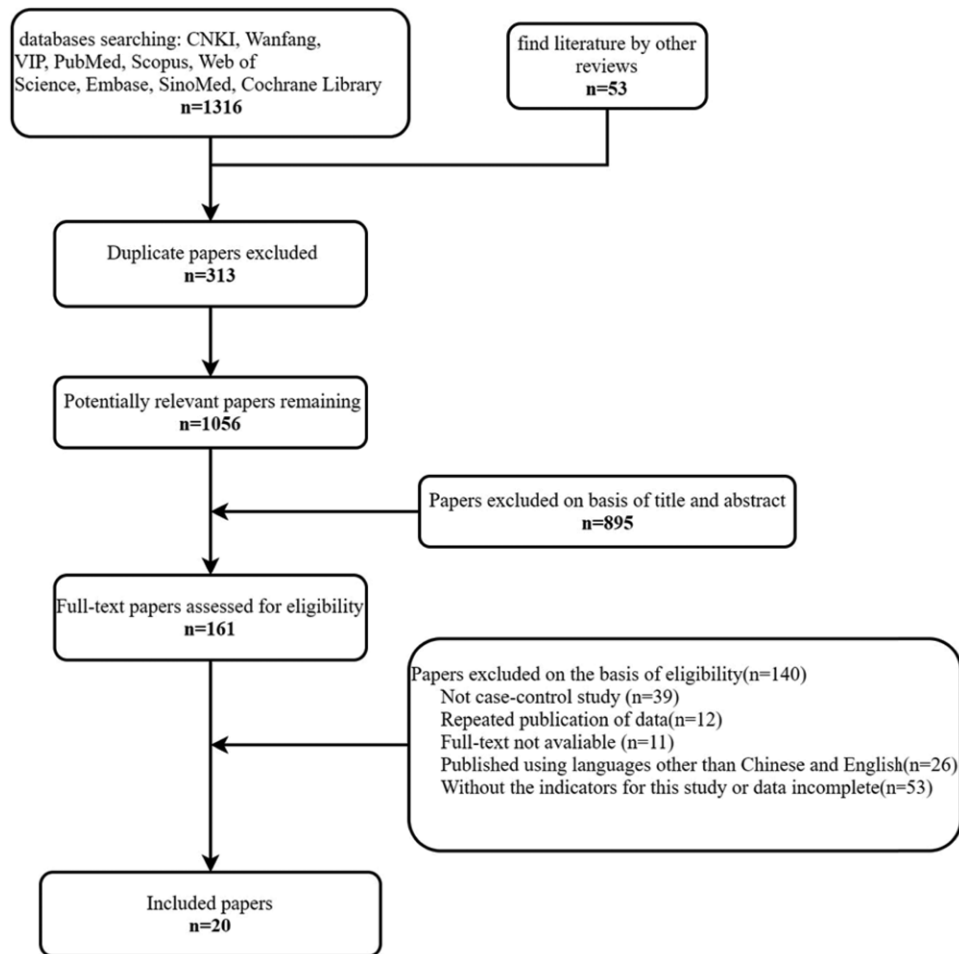 databases searching: CNKI, Wanfang,
VIP, PubMed, Scopus, Web of
Science, Embase, SinoMed, Cochrane Library
n=1316
find literature by other
reviews
n=53
Duplicate papers excluded
n=313
Potentially relevant papers remaining
n=1056
Papers excluded on basis of title and abstract
n=895
Full-text papers assessed for eligibility
n=161
Papers excluded on the basis of eligibility(n=140)
Not case-control study (n=39)
Repeated publication of data(n=12)
Full-text not avaliable (n=11)
Published using languages other than Chinese and English(n=26)
Without the indicators for this study or data incomplete(n=53)
Included papers
n=20